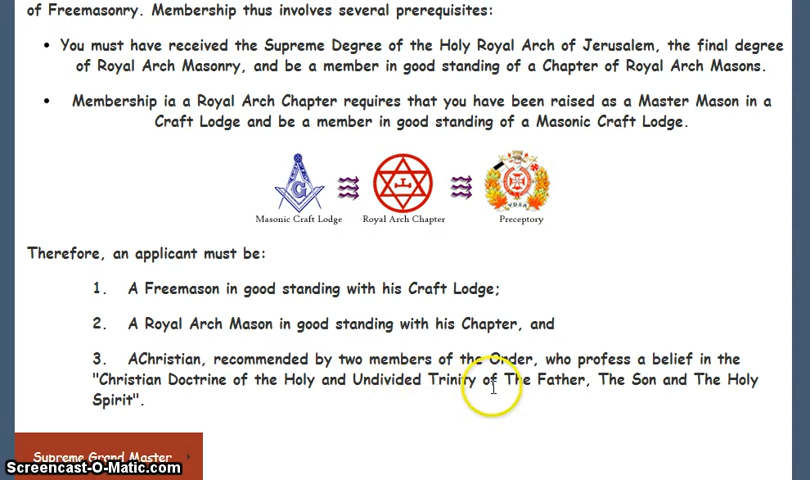 of Freemasonry. Membership thus involves several prerequisites:
• You must have received the Supreme Degree of the Holy Royal Arch of Jerusalem, the final degree
of Royal Arch Masonry, and be a member in good standing of a Chapter of Royal Arch Masons.
• Membership ia a Royal Arch Chapter requires that you have been raised as a Master Mason in a
Craft Lodge and be a member in good standing of a Masonic Craft Lodge.
G
Masonic Craft Lodge Royal Arch Chapter Preceptory
Therefore, an applicant must be:
1. A Freemason in good standing with his Craft Lodge;
2. A Royal Arch Mason in good standing with his Chapter, and
3. AChristian, recommended by two members of the Order, who profess a belief in the
"Christian Doctrine of the Holy and Undivided Trinity of The Father, The Son and The Holy
Spirit".
Supreme Grand Master
Screencast-O-Matic.com